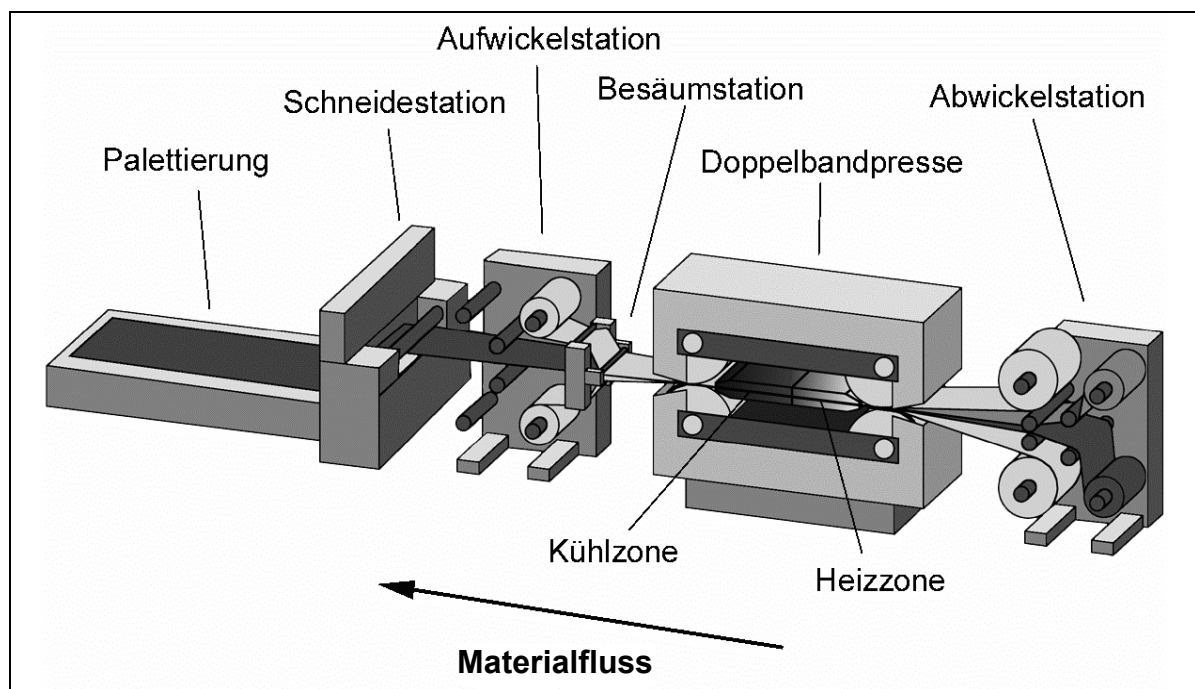 Aufwickelstation
Besäumstation
Schneidestation
Abwickelstation
Palettierung
Doppelbandpresse
Kühlzone
Heizzone
Materialfluss